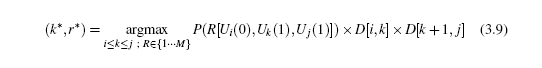 (k*,r*) = argmax P(R[U_i(0),U_k(1),U_j(1)]) × D[i,k] × D[k+1,j] (3.9)
i≤k≤j ; R∈{1···M}